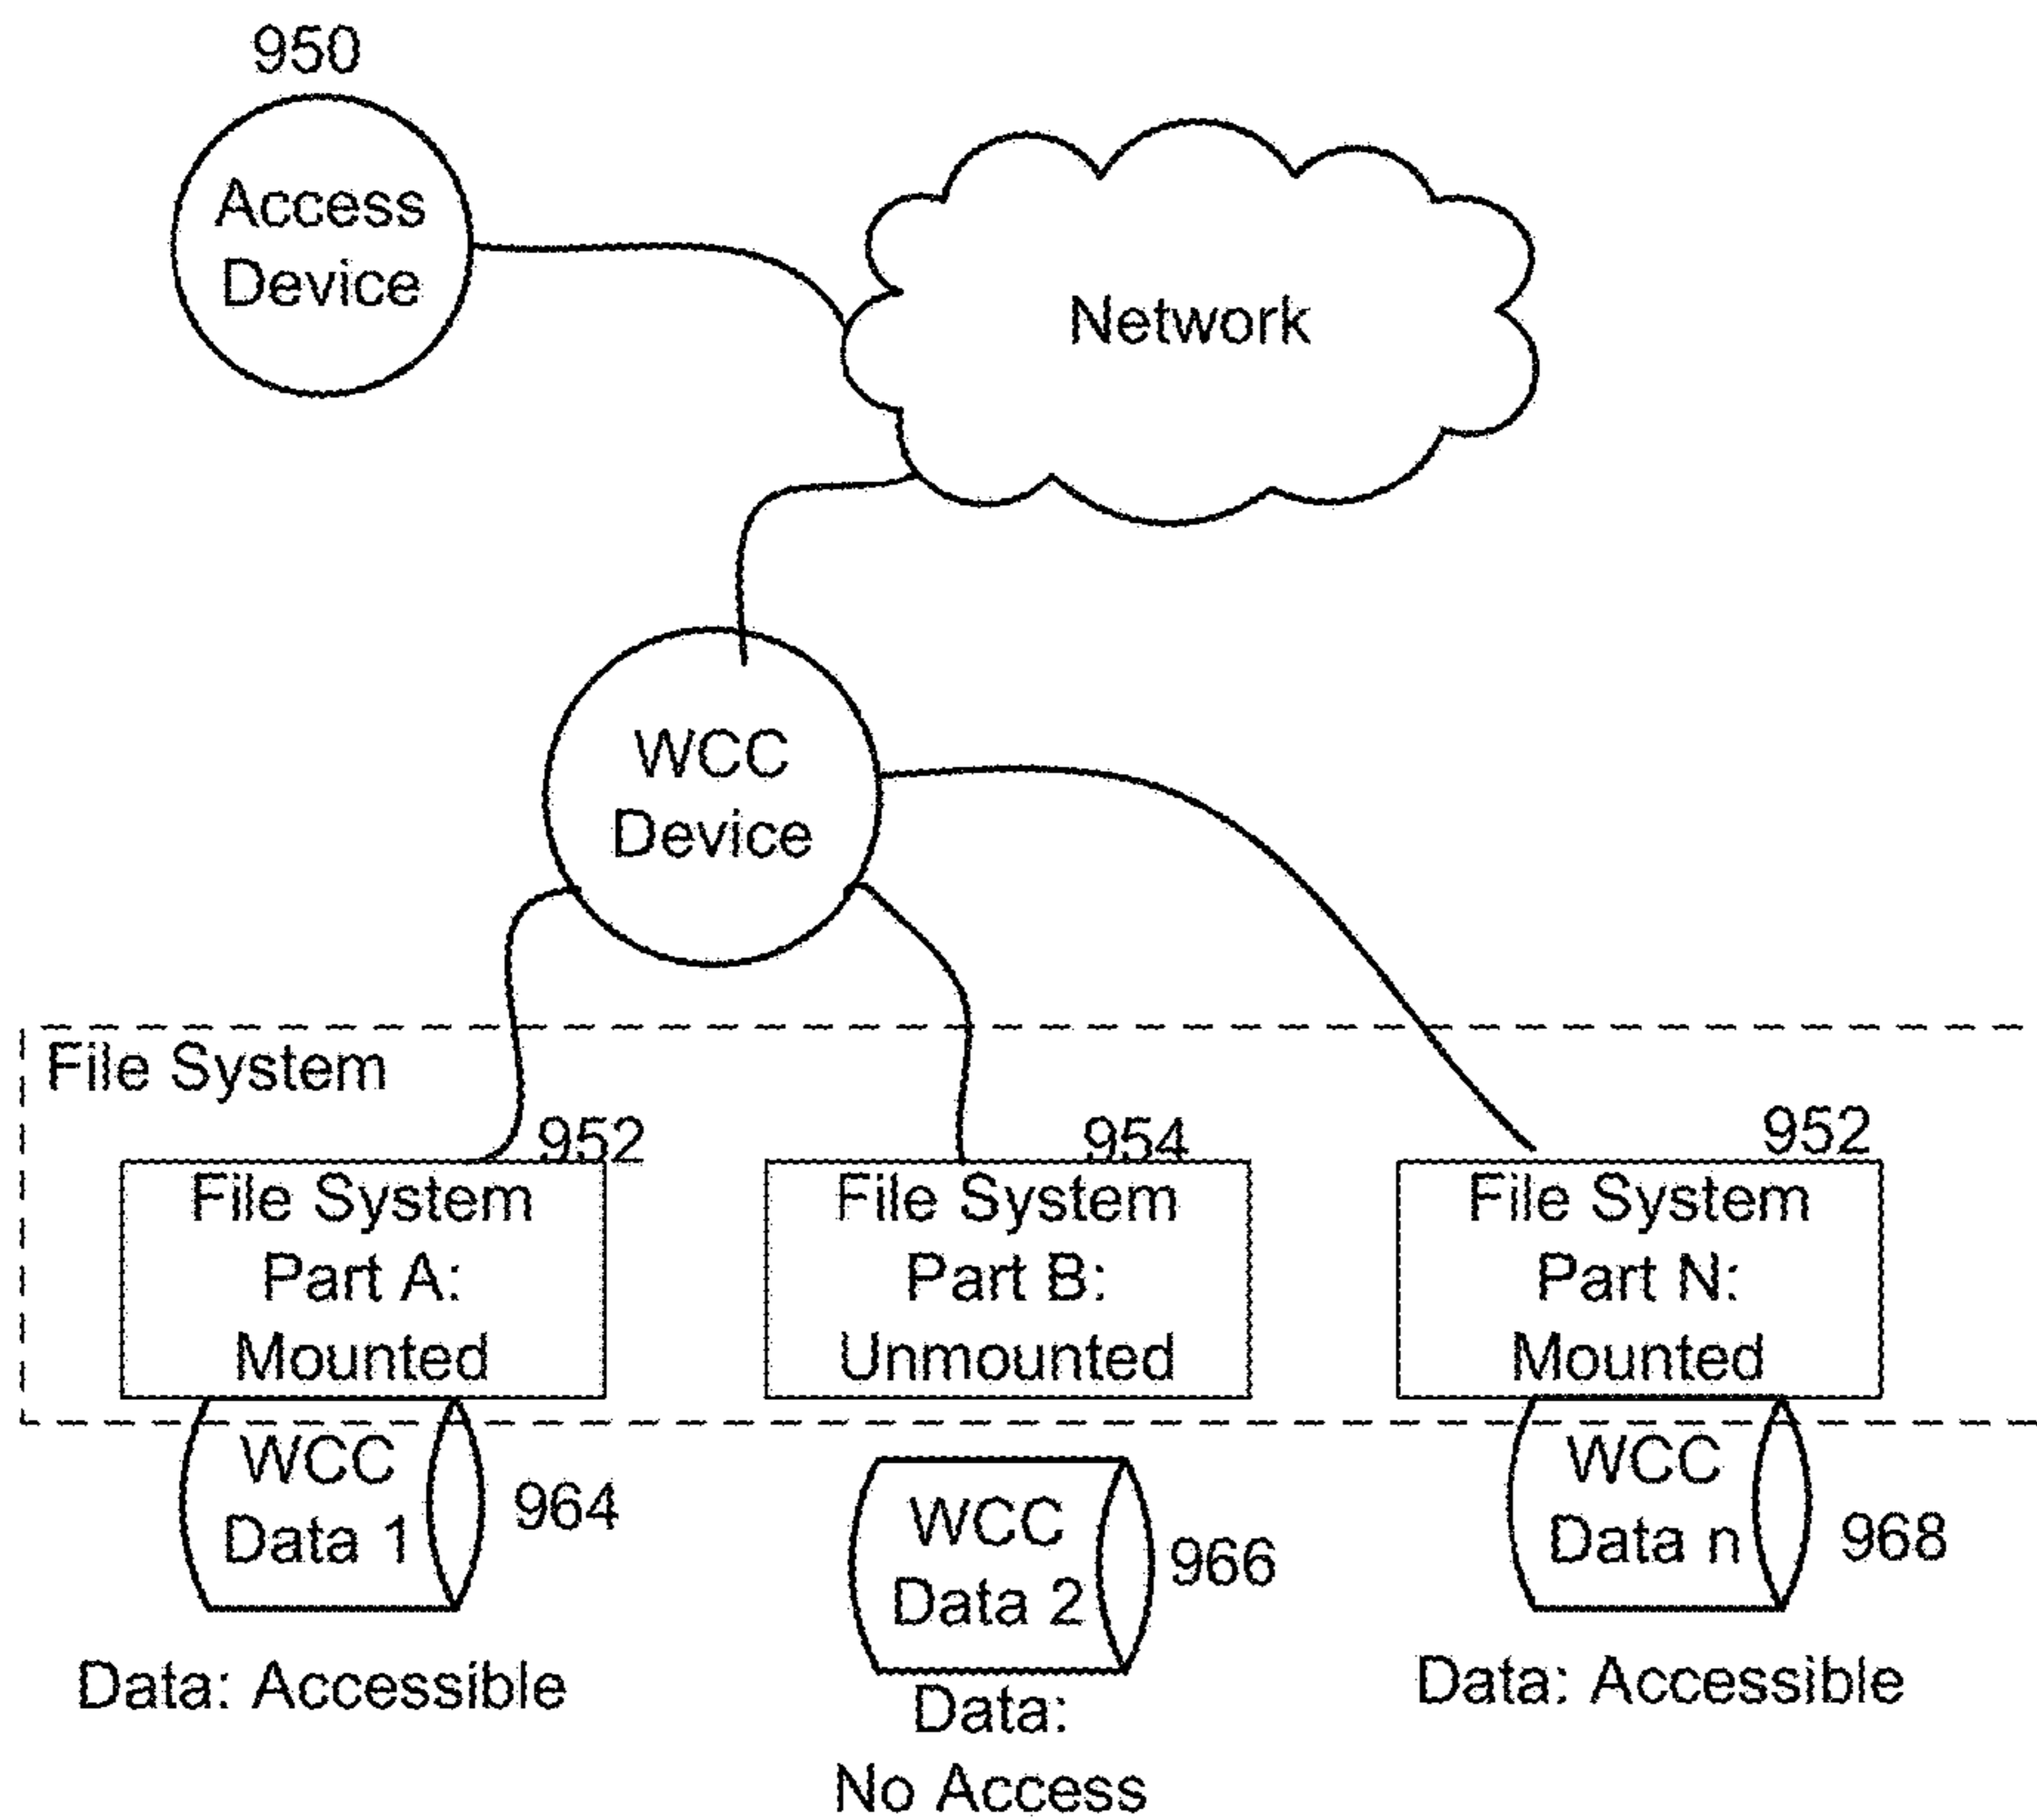 950
Access
Device
Network
WCC
Device
File System
952
954
952
File System
Part A:
Mounted
File System
Part B:
Unmounted
File System
Part N:
Mounted
WCC
Data 1
964
WCC
Data 2
966
WCC
Data n
968
Data: Accessible
Data:
No Access
Data: Accessible